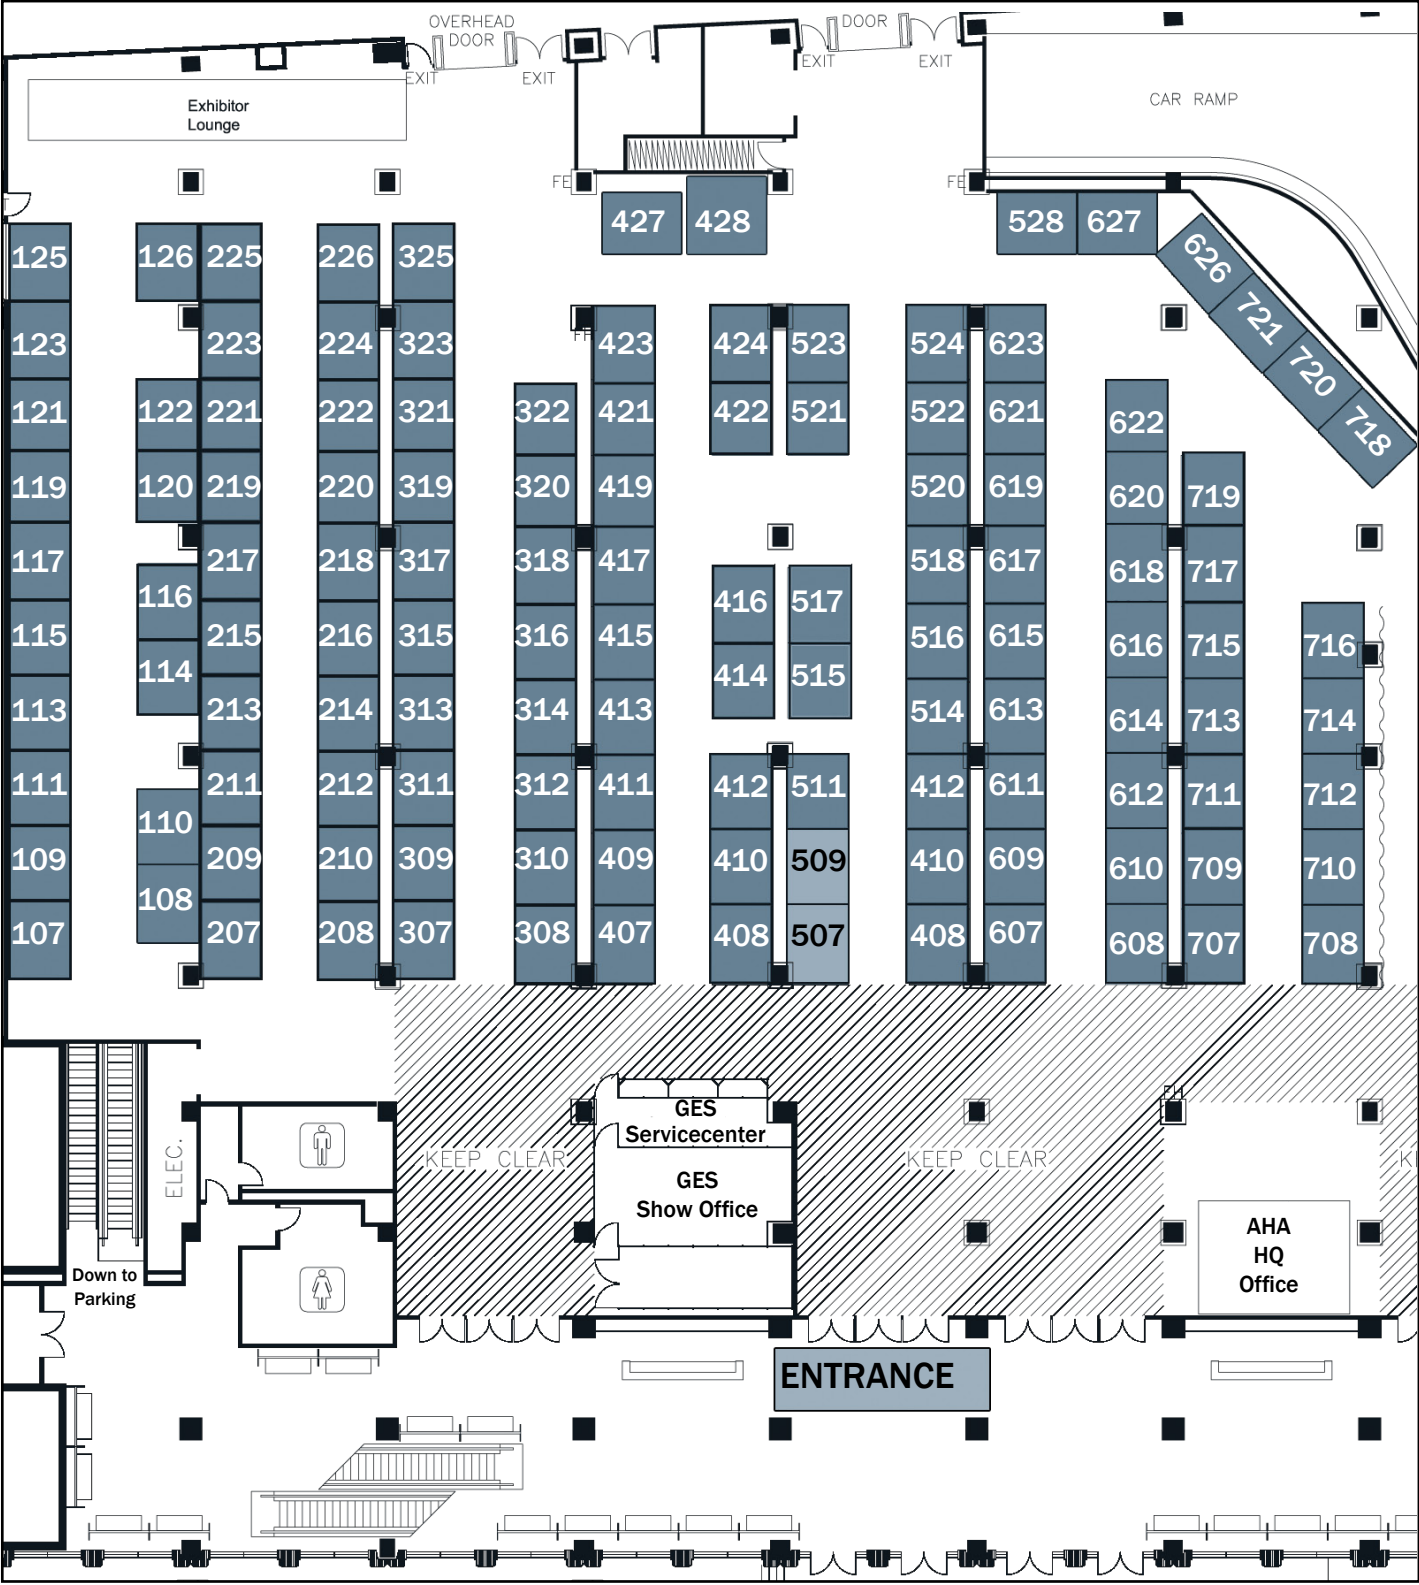 OVERHEAD
DOOR
DOOR
EXIT
EXIT
EXIT
EXIT
Exhibitor
Lounge
CAR RAMP
FE
FE
427 428
528 627
125 126 225 226 325
626
721
720
718
123 223 224 323
FH
423 424 523 524 623
121 122 221 222 321 322 421 422 521 522 621 622
119 120 219 220 319 320 419 520 619 620 719
117 217 218 317 318 417 518 617 618 717
116 416 517
115 215 216 315 316 415 516 615 616 715 716
114 414 515
113 213 214 313 314 413 514 613 614 713 714
111 211 212 311 312 411 412 511 412 611 612 711 712
110
109 209 210 309 310 409 410 509 410 609 610 709 710
108
107 207 208 307 308 407 408 507 408 607 608 707 708
FH
GES
Servicecenter
ELEC.
KEEP CLEAR
KEEP CLEAR
GES
Show Office
AHA
HQ
Office
Down to
Parking
ENTRANCE